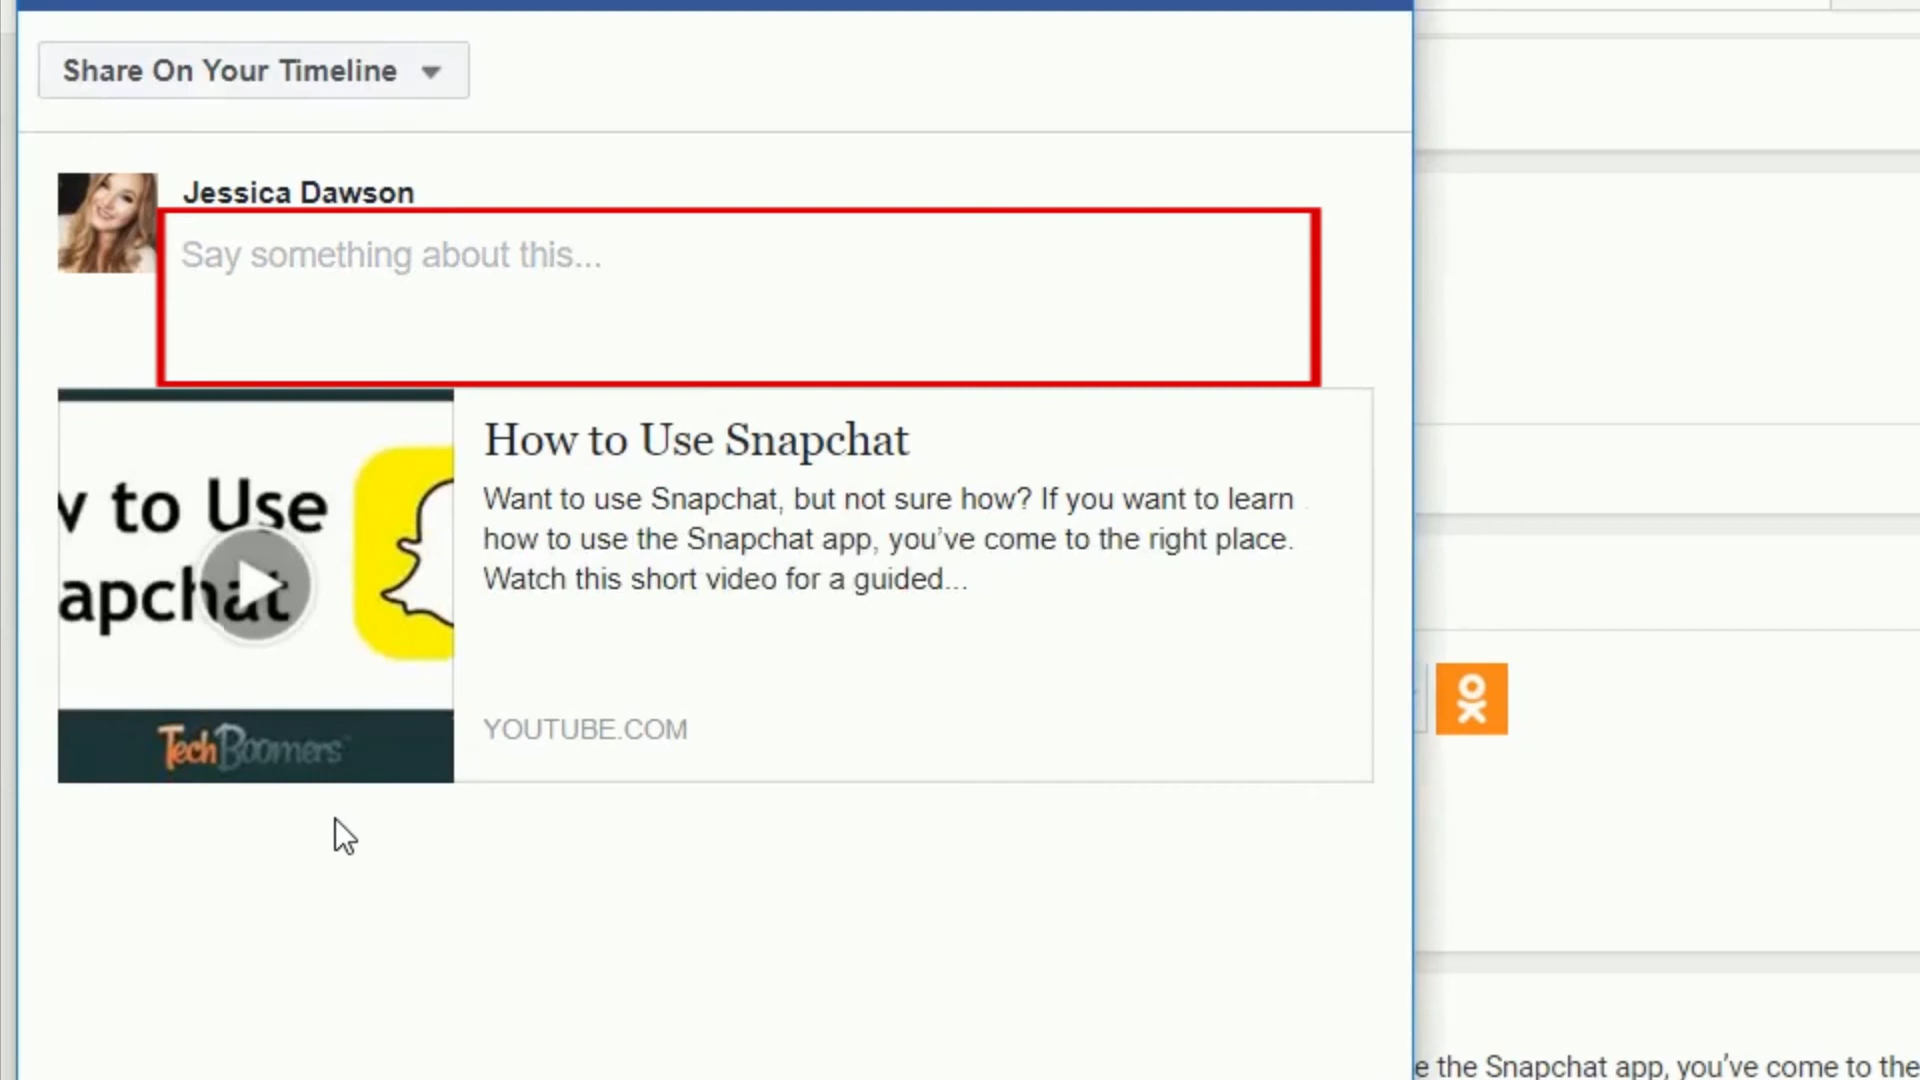 Share On Your Timeline
Jessica Dawson
Say something about this...
w to Use
apchat
TechBoomers
How to Use Snapchat
Want to use Snapchat, but not sure how? If you want to learn
how to use the Snapchat app, you've come to the right place.
Watch this short video for a guided...
YOUTUBE.COM
e the Snapchat app, you've come to the